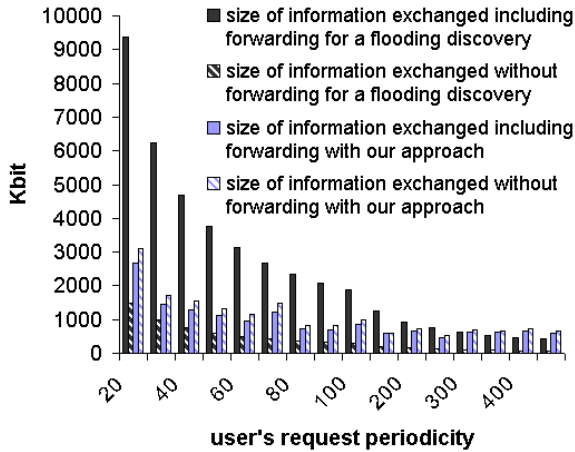 10000
9000
8000
7000
6000
5000
4000
3000
2000
1000
0
Kbit
size of information exchanged including
forwarding for a flooding discovery
size of information exchanged without
forwarding for a flooding discovery
size of information exchanged including
forwarding with our approach
size of information exchanged without
forwarding with our approach
20
40
60
80
100
200
300
400
user's request periodicity